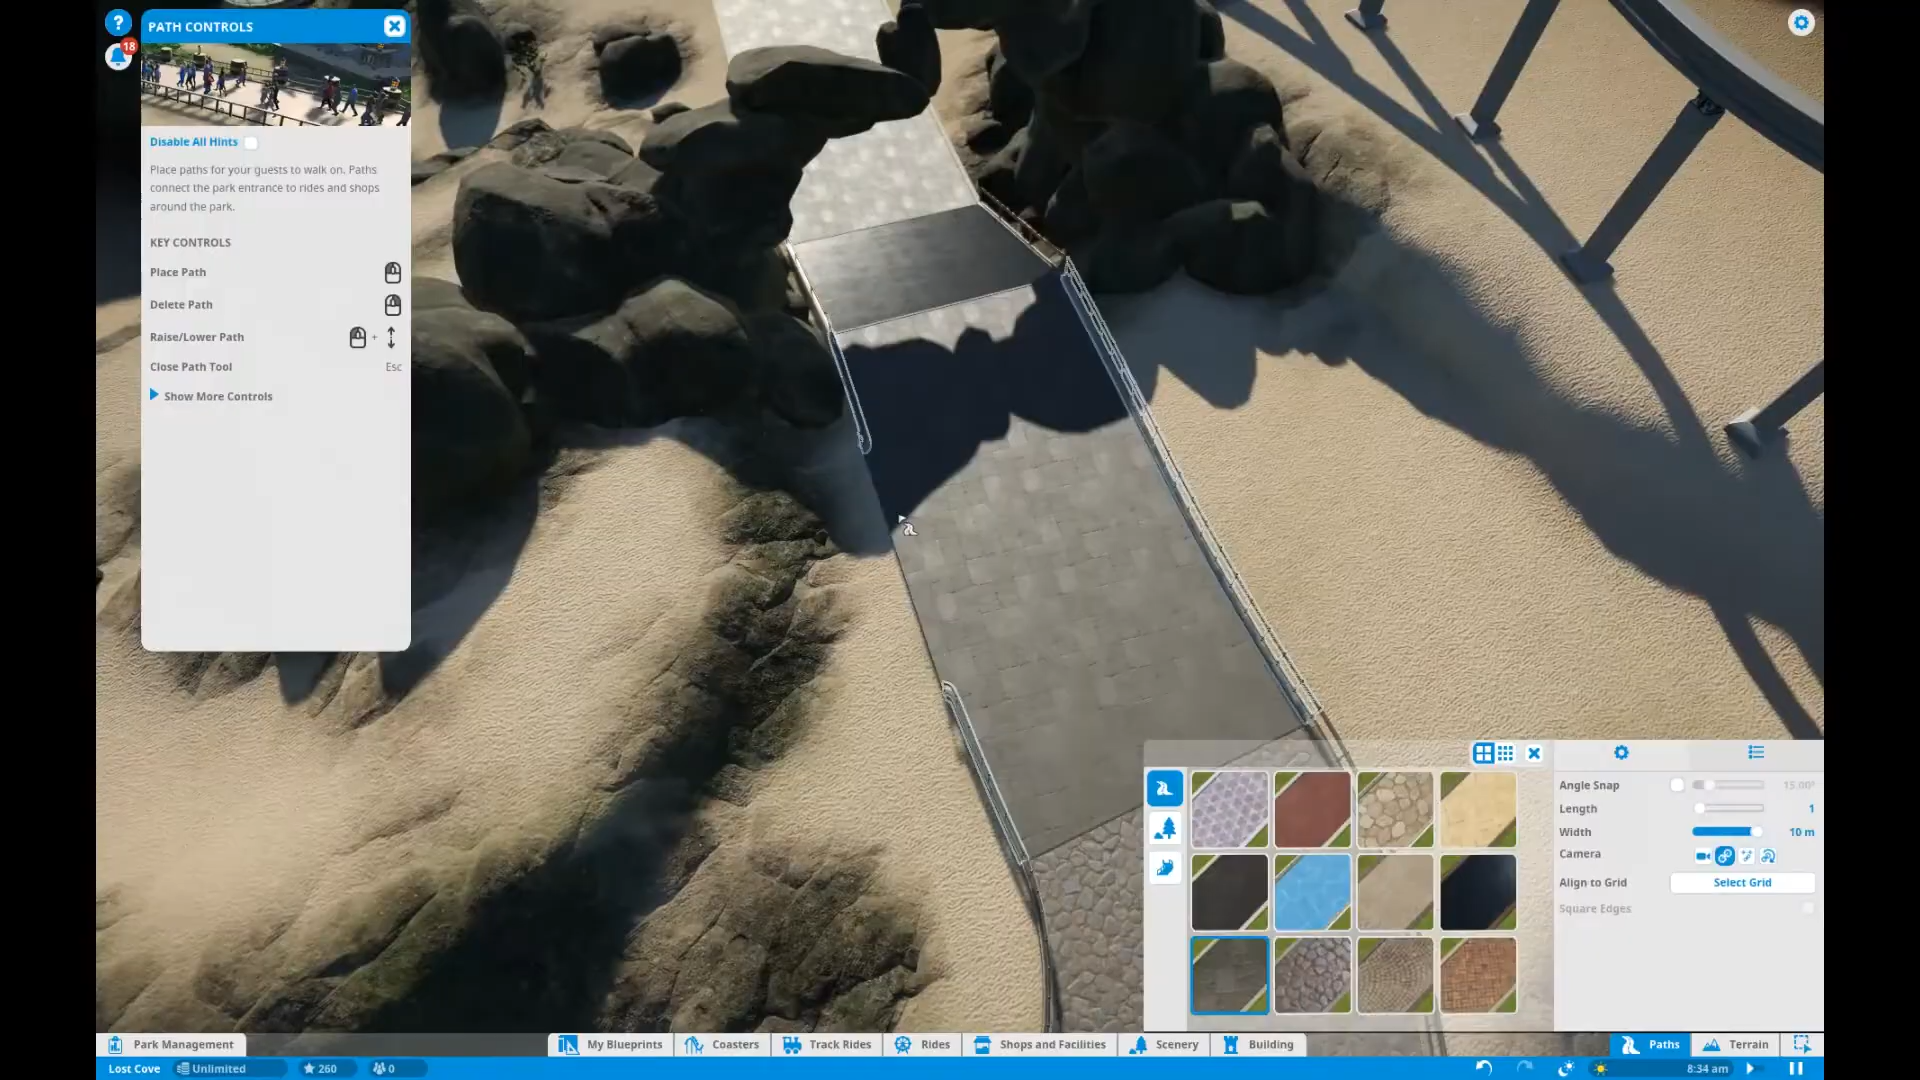 ?
PATH CONTROLS
18
Disable All Hints
Place paths for your guests to walk on. Paths
connect the park entrance to rides and shops
around the park.
KEY CONTROLS
Place Path
Delete Path
Raise/Lower Path +
Close Path Tool Esc
Show More Controls
Angle Snap 15.00°
Length 1
Width 10 m
Camera
Align to Grid Select Grid
Square Edges
Park Management My Blueprints Coasters Track Rides Rides Shops and Facilities Scenery Building Paths Terrain
Lost Cove Unlimited 260 0 8:34 am